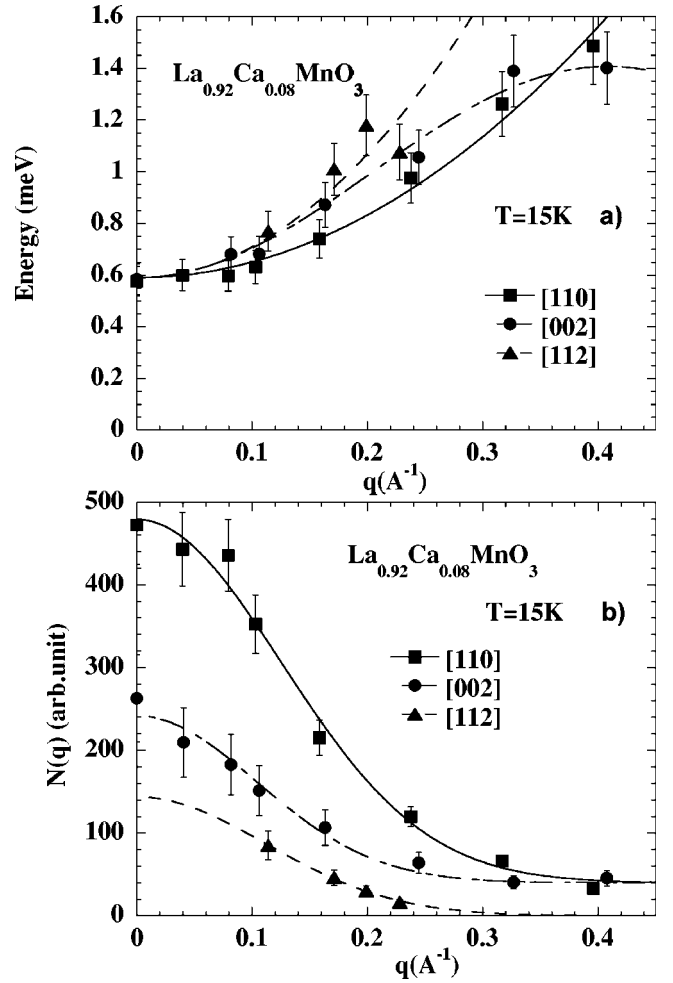 1.6
1.4
1.2
1
0.8
0.6
0.4
0.2
0
Energy (meV)
La0.92Ca0.08MnO3
T=15K a)
[110]
[002]
[112]
0 0.1 0.2 0.3 0.4
q(A-1)
500
400
300
200
100
0
N(q) (arb.unit)
La0.92Ca0.08MnO3
T=15K b)
[110]
[002]
[112]
0 0.1 0.2 0.3 0.4
q(A-1)